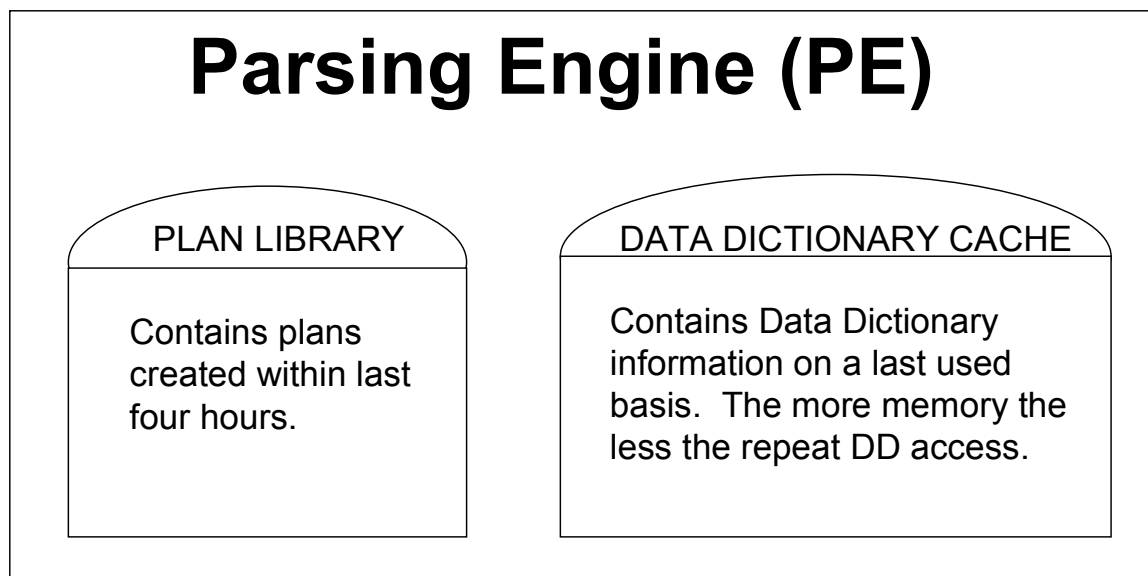 Parsing Engine (PE)
PLAN LIBRARY
Contains plans
created within last
four hours.
DATA DICTIONARY CACHE
Contains Data Dictionary
information on a last used
basis.  The more memory the
less the repeat DD access.